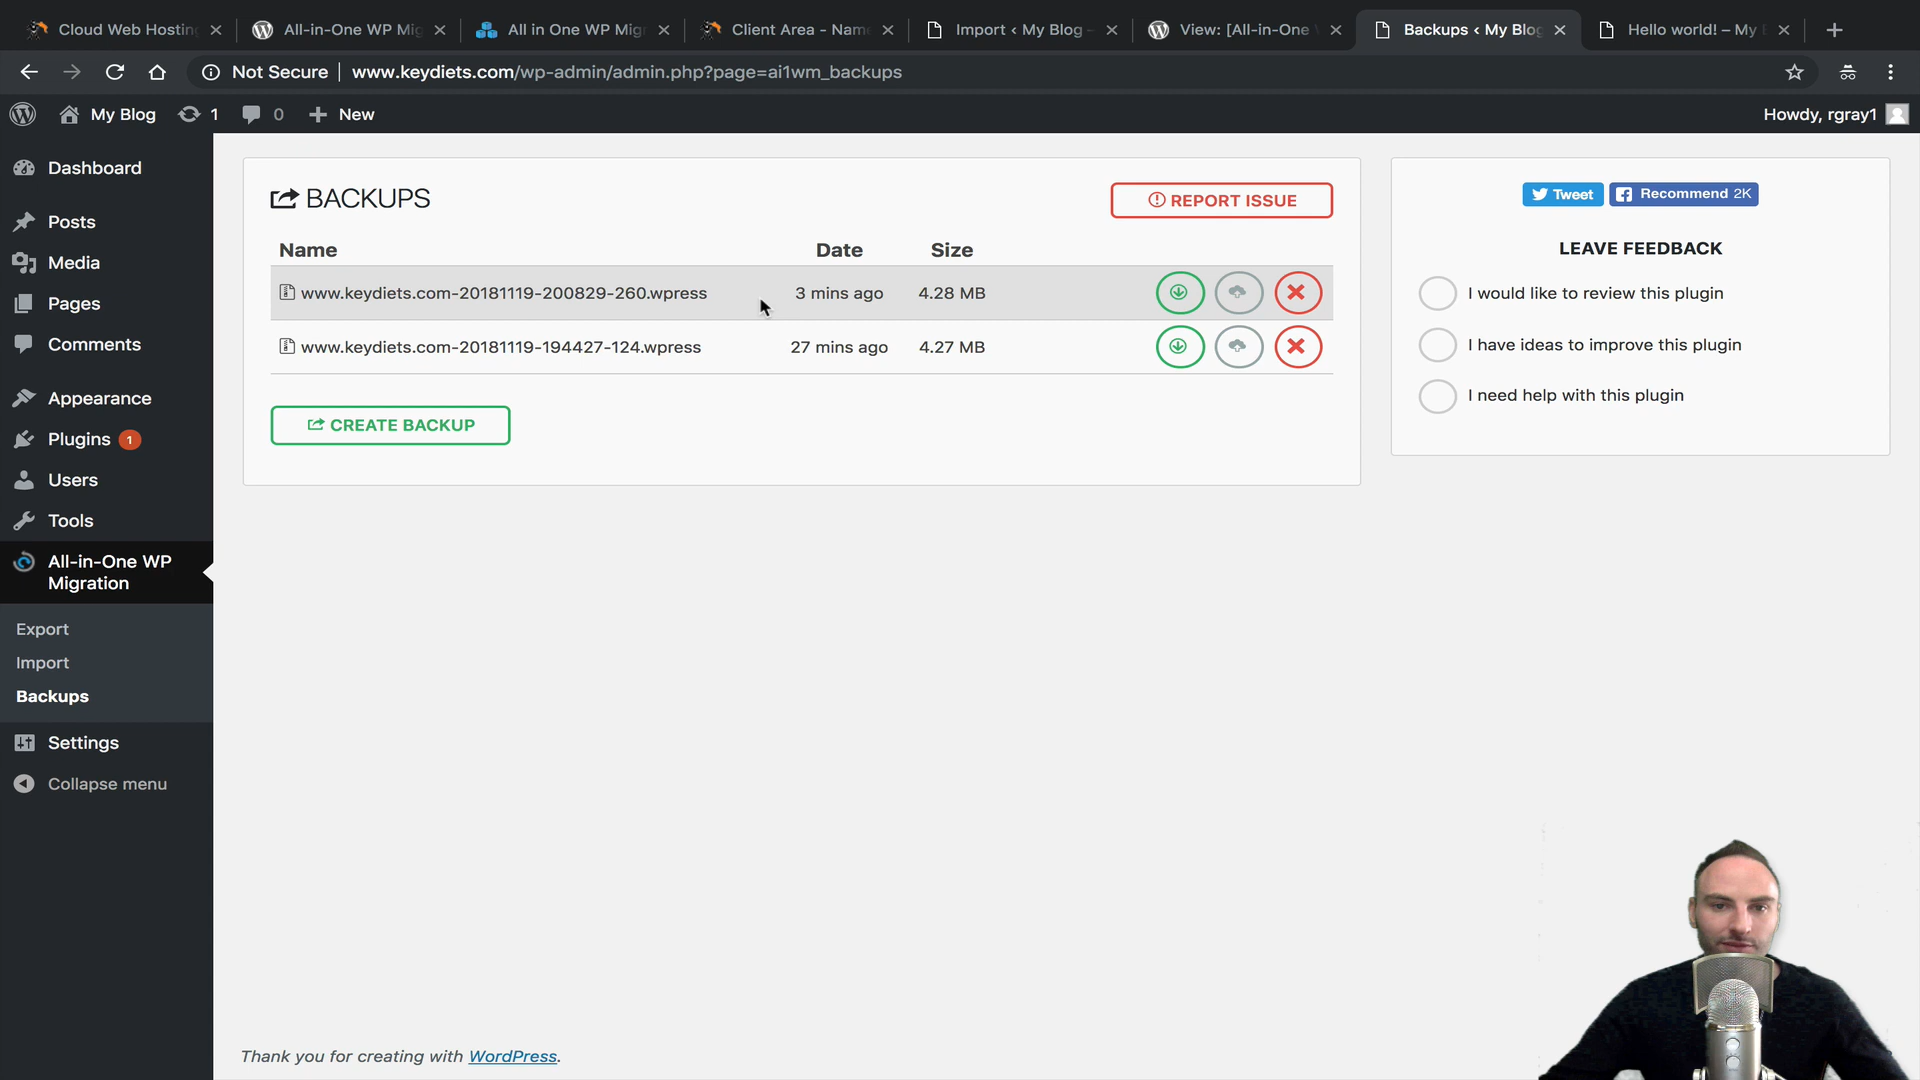 Cloud Web Hosting
All-in-One WP Mig
All in One WP Mig
Client Area - Name
Import ‹ My Blog -
View: [All-in-One
Backups ‹ My Blog
Hello world! – My
Not Secure | www.keydiets.com/wp-admin/admin.php?page=ai1wm_backups
My Blog
1
0
New
Howdy, rgray1
Dashboard
Posts
Media
Pages
Comments
Appearance
Plugins 1
Users
Tools
All-in-One WP
Migration
Export
Import
Backups
Settings
Collapse menu
BACKUPS
REPORT ISSUE
Name Date Size
www.keydiets.com-20181119-200829-260.wpress 3 mins ago 4.28 MB
www.keydiets.com-20181119-194427-124.wpress 27 mins ago 4.27 MB
CREATE BACKUP
Tweet
Recommend 2K
LEAVE FEEDBACK
I would like to review this plugin
I have ideas to improve this plugin
I need help with this plugin
Thank you for creating with WordPress.